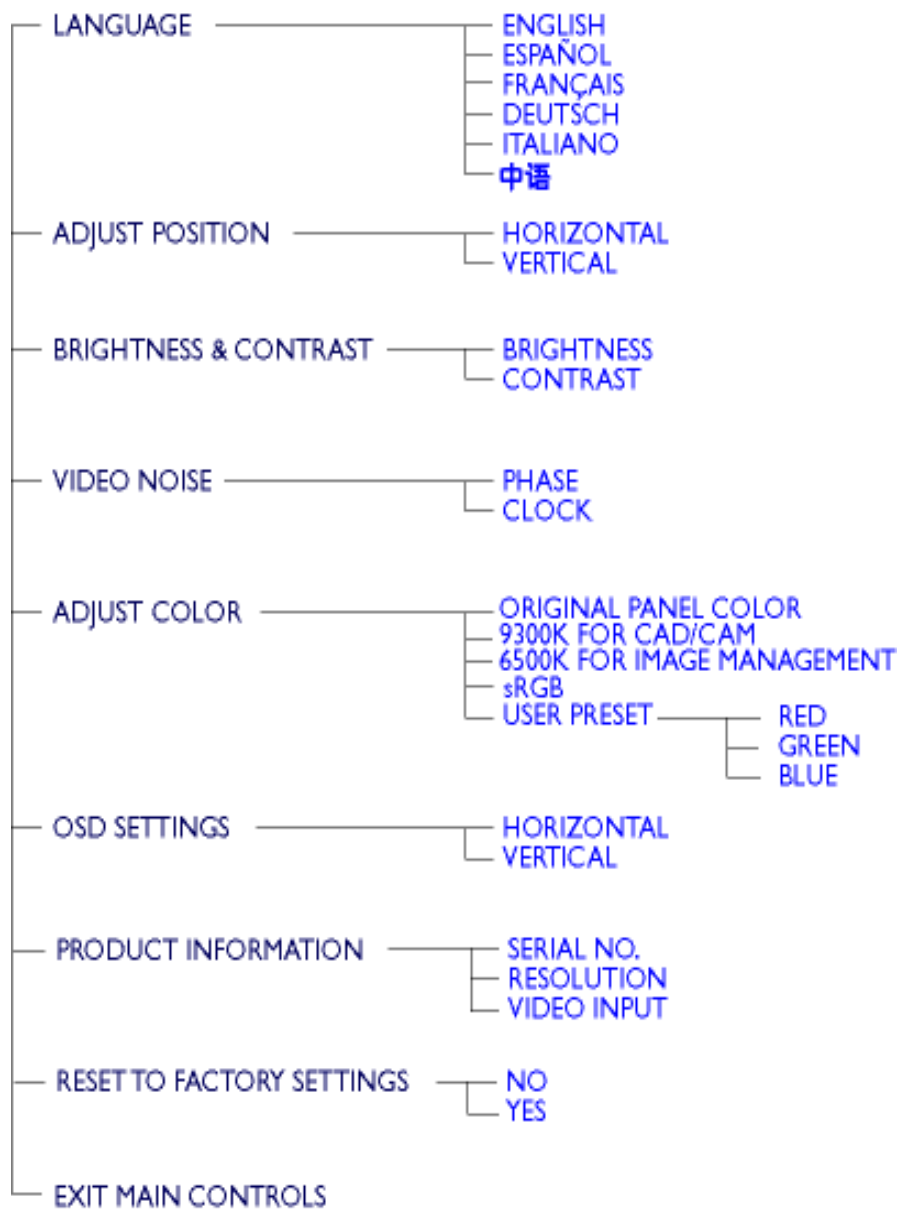 LANGUAGE
ENGLISH
ESPAÑOL
FRANÇAIS
DEUTSCH
ITALIANO
中语
ADJUST POSITION
HORIZONTAL
VERTICAL
BRIGHTNESS & CONTRAST
BRIGHTNESS
CONTRAST
VIDEO NOISE
PHASE
CLOCK
ADJUST COLOR
ORIGINAL PANEL COLOR
9300K FOR CAD/CAM
6500K FOR IMAGE MANAGEMENT
sRGB
USER PRESET
RED
GREEN
BLUE
OSD SETTINGS
HORIZONTAL
VERTICAL
PRODUCT INFORMATION
SERIAL NO.
RESOLUTION
VIDEO INPUT
RESET TO FACTORY SETTINGS
NO
YES
EXIT MAIN CONTROLS